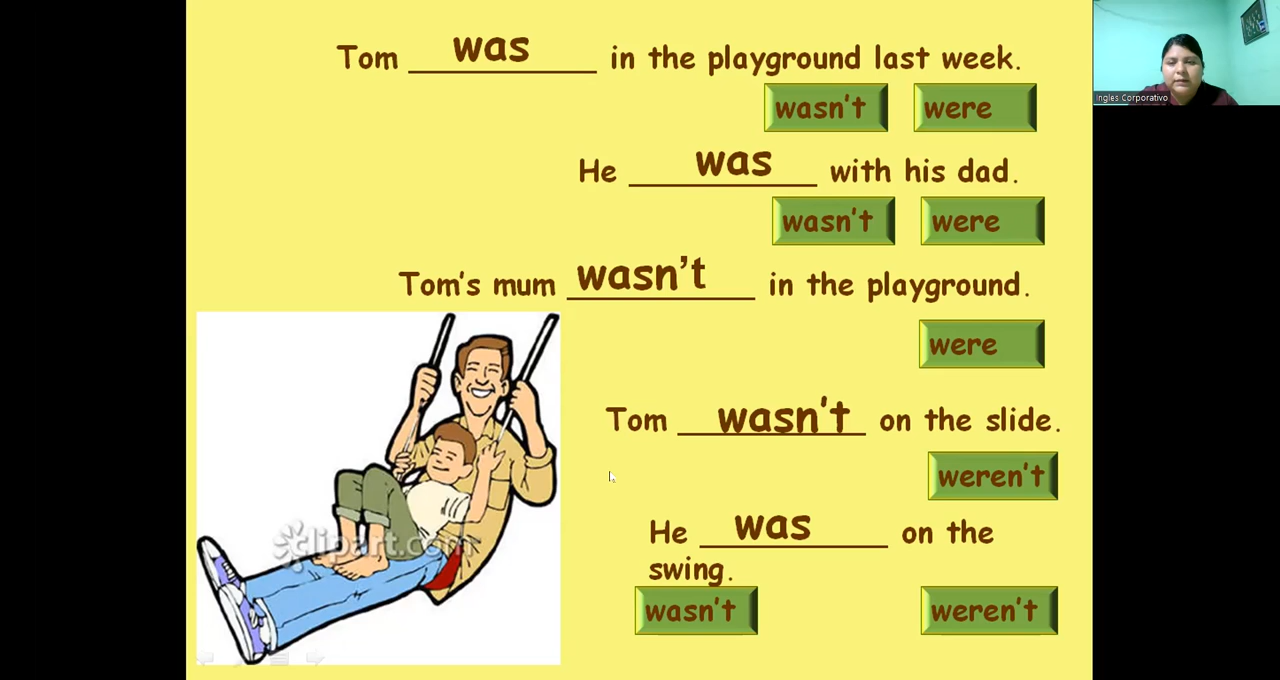 Tom was in the playground last week.
wasn't were
He was with his dad.
wasn't were
Tom's mum wasn't in the playground.
were
Tom wasn't on the slide.
weren't
He was on the
swing.
wasn't weren't
clipart.com
Ingles Corporativo